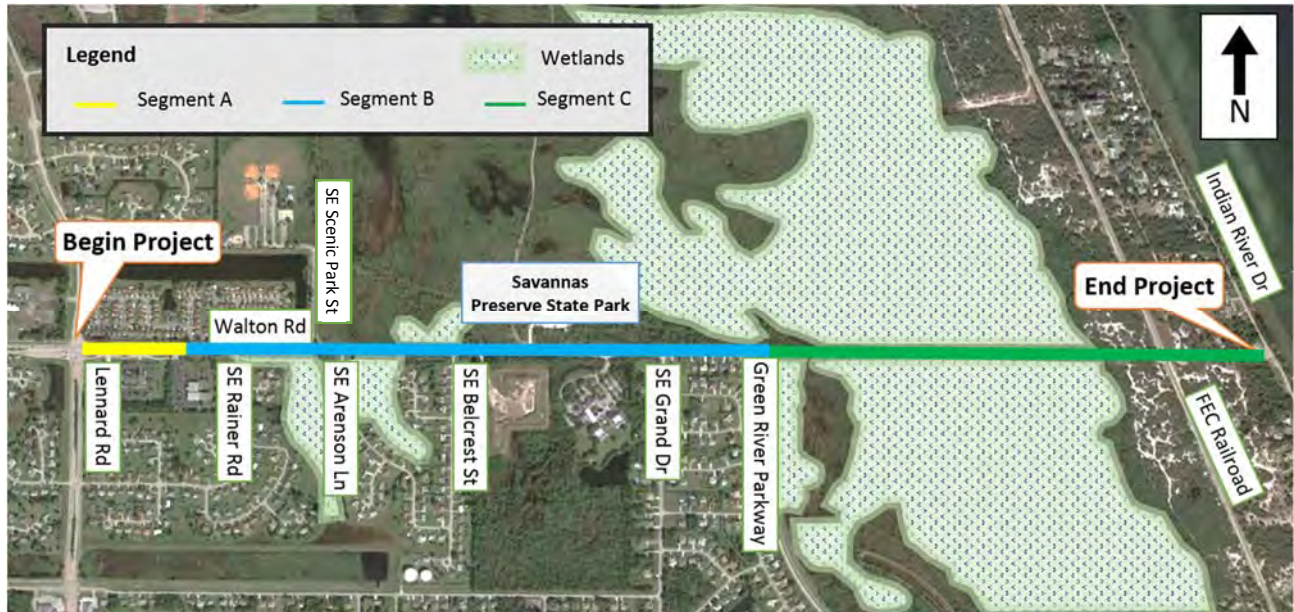 Legend
Wetlands
Segment A
Segment B
Segment C
N
Begin Project
SE Scenic Park St
Savannas
Preserve State Park
Indian River Dr
End Project
Walton Rd
Lennard Rd
SE Rainer Rd
SE Arenson Ln
SE Belcrest St
SE Grand Dr
Green River Parkway
FEC Railroad